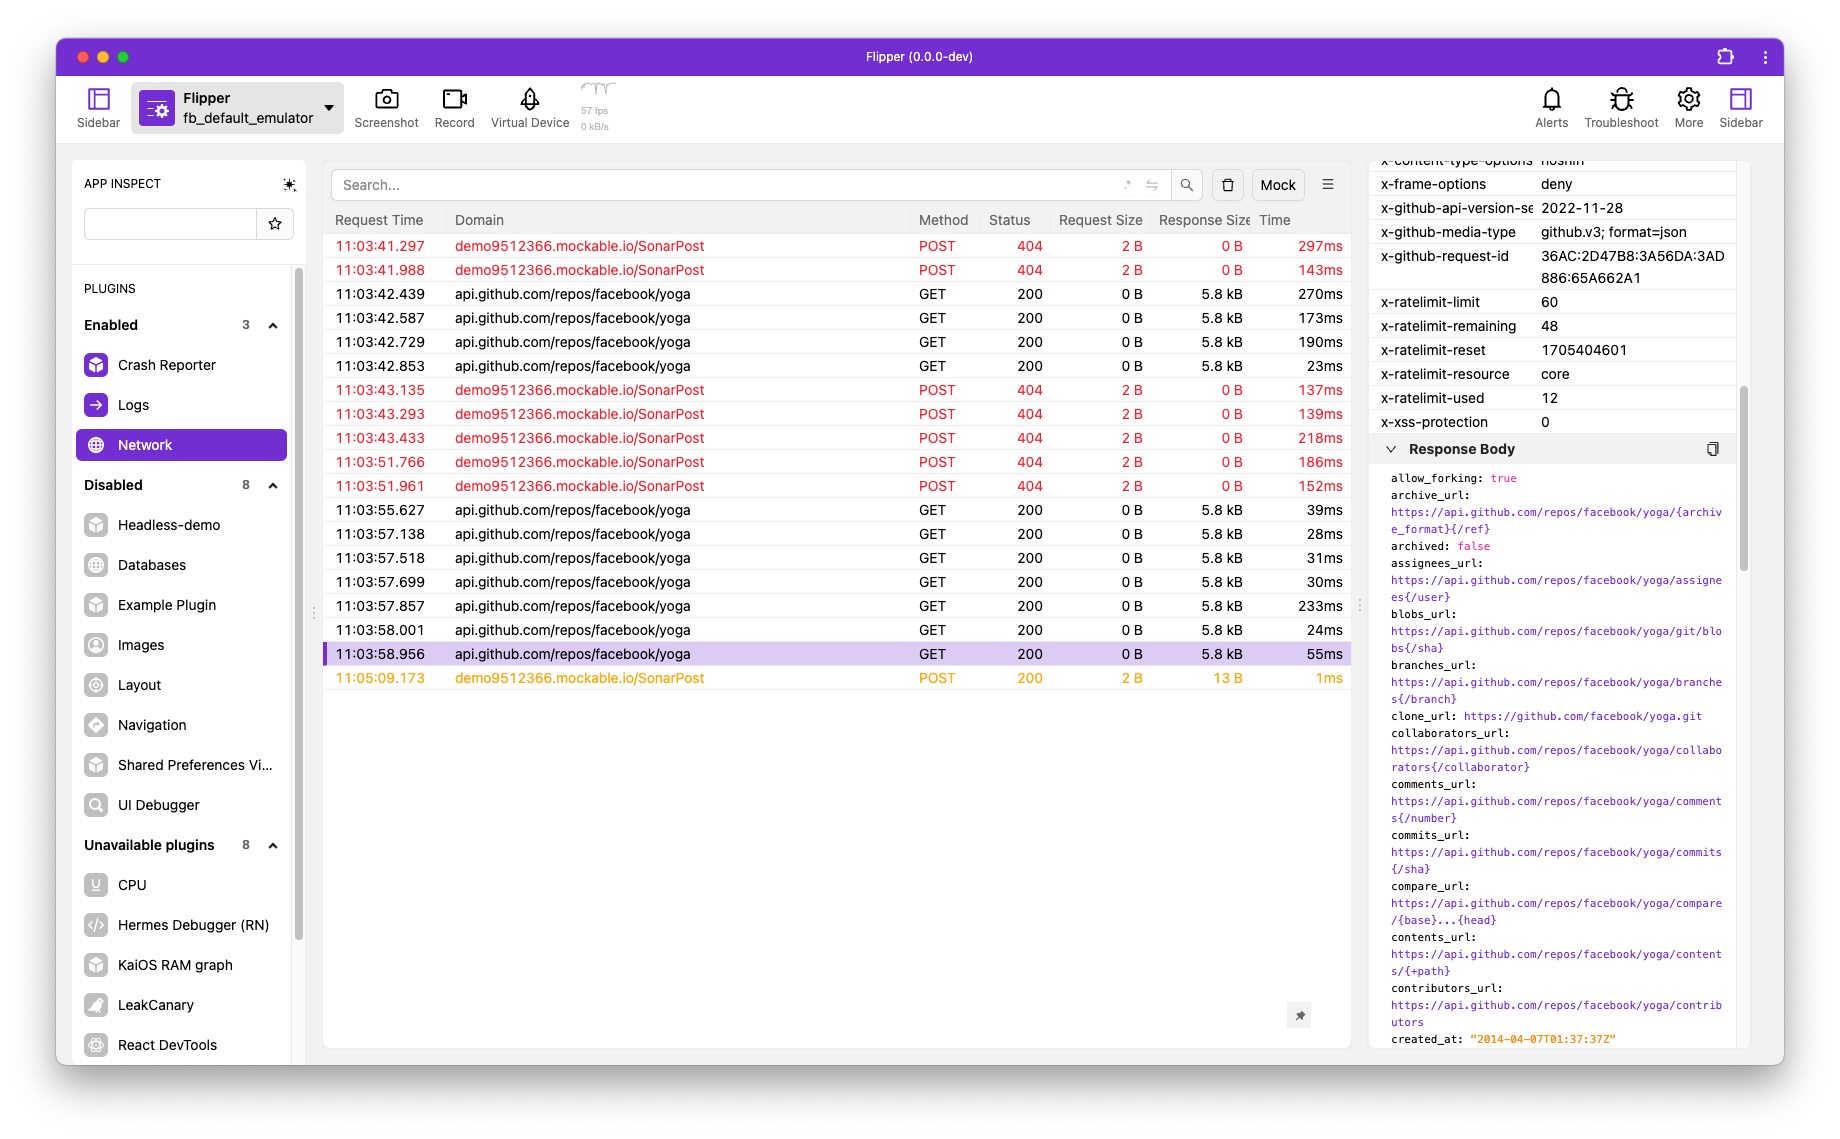 Flipper (0.0.0-dev)
Sidebar
Flipper
fb_default_emulator
Screenshot
Record
Virtual Device
57 fps
0 kB/s
Alerts
Troubleshoot
More
Sidebar
APP INSPECT
PLUGINS
Enabled 3
Crash Reporter
Logs
Network
Disabled 8
Headless-demo
Databases
Example Plugin
Images
Layout
Navigation
Shared Preferences Vi...
UI Debugger
Unavailable plugins 8
CPU
Hermes Debugger (RN)
KaiOS RAM graph
LeakCanary
React DevTools
Search...
Mock
Request Time Domain Method Status Request Size Response Size Time
11:03:41.297 demo9512366.mockable.io/SonarPost POST 404 2 B 0 B 297ms
11:03:41.988 demo9512366.mockable.io/SonarPost POST 404 2 B 0 B 143ms
11:03:42.439 api.github.com/repos/facebook/yoga GET 200 0 B 5.8 kB 270ms
11:03:42.587 api.github.com/repos/facebook/yoga GET 200 0 B 5.8 kB 173ms
11:03:42.729 api.github.com/repos/facebook/yoga GET 200 0 B 5.8 kB 190ms
11:03:42.853 api.github.com/repos/facebook/yoga GET 200 0 B 5.8 kB 23ms
11:03:43.135 demo9512366.mockable.io/SonarPost POST 404 2 B 0 B 137ms
11:03:43.293 demo9512366.mockable.io/SonarPost POST 404 2 B 0 B 139ms
11:03:43.433 demo9512366.mockable.io/SonarPost POST 404 2 B 0 B 218ms
11:03:51.766 demo9512366.mockable.io/SonarPost POST 404 2 B 0 B 186ms
11:03:51.961 demo9512366.mockable.io/SonarPost POST 404 2 B 0 B 152ms
11:03:55.627 api.github.com/repos/facebook/yoga GET 200 0 B 5.8 kB 39ms
11:03:57.138 api.github.com/repos/facebook/yoga GET 200 0 B 5.8 kB 28ms
11:03:57.518 api.github.com/repos/facebook/yoga GET 200 0 B 5.8 kB 31ms
11:03:57.699 api.github.com/repos/facebook/yoga GET 200 0 B 5.8 kB 30ms
11:03:57.857 api.github.com/repos/facebook/yoga GET 200 0 B 5.8 kB 233ms
11:03:58.001 api.github.com/repos/facebook/yoga GET 200 0 B 5.8 kB 24ms
11:03:58.956 api.github.com/repos/facebook/yoga GET 200 0 B 5.8 kB 55ms
11:05:09.173 demo9512366.mockable.io/SonarPost POST 200 2 B 13 B 1ms
x-content-type-options nosniff
x-frame-options deny
x-github-api-version-se 2022-11-28
x-github-media-type github.v3; format=json
x-github-request-id 36AC:2D47B8:3A56DA:3AD
886:65A662A1
x-ratelimit-limit 60
x-ratelimit-remaining 48
x-ratelimit-reset 1705404601
x-ratelimit-resource core
x-ratelimit-used 12
x-xss-protection 0
Response Body
allow_forking: true
archive_url:
https://api.github.com/repos/facebook/yoga/{archiv
e_format}{/ref}
archived: false
assignees_url:
https://api.github.com/repos/facebook/yoga/assigne
es{/user}
blobs_url:
https://api.github.com/repos/facebook/yoga/git/blo
bs{/sha}
branches_url:
https://api.github.com/repos/facebook/yoga/branche
s{/branch}
clone_url: https://github.com/facebook/yoga.git
collaborators_url:
https://api.github.com/repos/facebook/yoga/collabo
rators{/collaborator}
comments_url:
https://api.github.com/repos/facebook/yoga/comment
s{/number}
commits_url:
https://api.github.com/repos/facebook/yoga/commits
{/sha}
compare_url:
https://api.github.com/repos/facebook/yoga/compare
/{base}...{head}
contents_url:
https://api.github.com/repos/facebook/yoga/content
s/{+path}
contributors_url:
https://api.github.com/repos/facebook/yoga/contrib
utors
created_at: "2014-04-07T01:37:37Z"